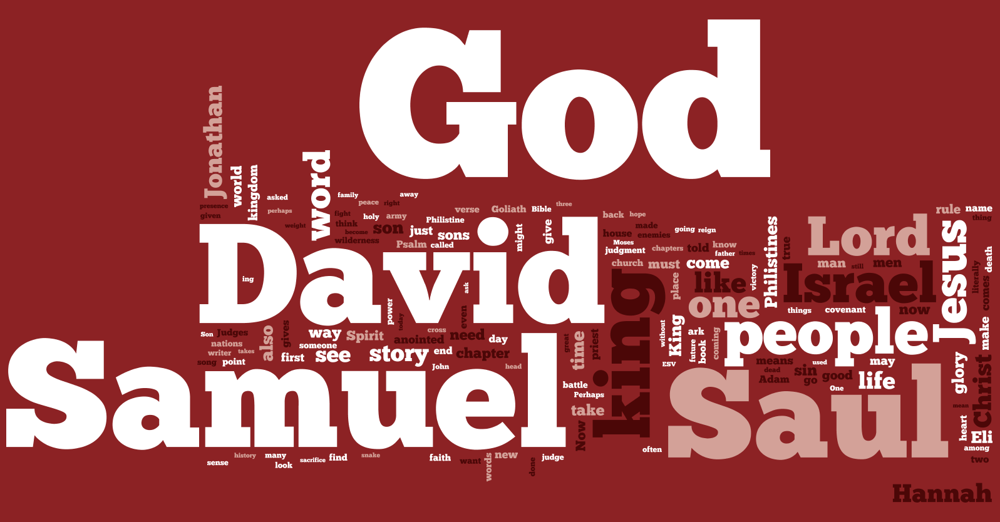 God
Jonathan
world
kingdom
asked
word
family
away
peace
right
presence
perhaps
given
verse
Goliath
Bible
three
fight
holy
army
weight
think
son
just
Philistine
become
sons
might
give
wilderness
Psalm
called
back
hope
made
going
reign
house
enemies
Moses
judgment
chapters
told
know
father
times
church
must
come
Philistines
true
rule
name
thing
Lord
Jesus
death
man
still
men
David
ing
ask
power
today
even
king
place
like
victory
Israel
literally
comes
one
things
covenant
now
Son
Judges
also
gives
way
Spirit
cross
anointed
need
day
great
time
priest
without
King
ark
future
book
coming
people
make
nations
someone
writer
takes
first
see
story
end
chapter
song
point
John
head
ESV
means
used
may
glory
Christ
dead
sin
Adam
go
good
life
One
Samuel
battle
Perhaps
take
Now
often
Saul
mean
heart
Eli
among
two
history
many
sense
look
sacrifice
find
snake
faith
want
words
new
done
judge
Hannah